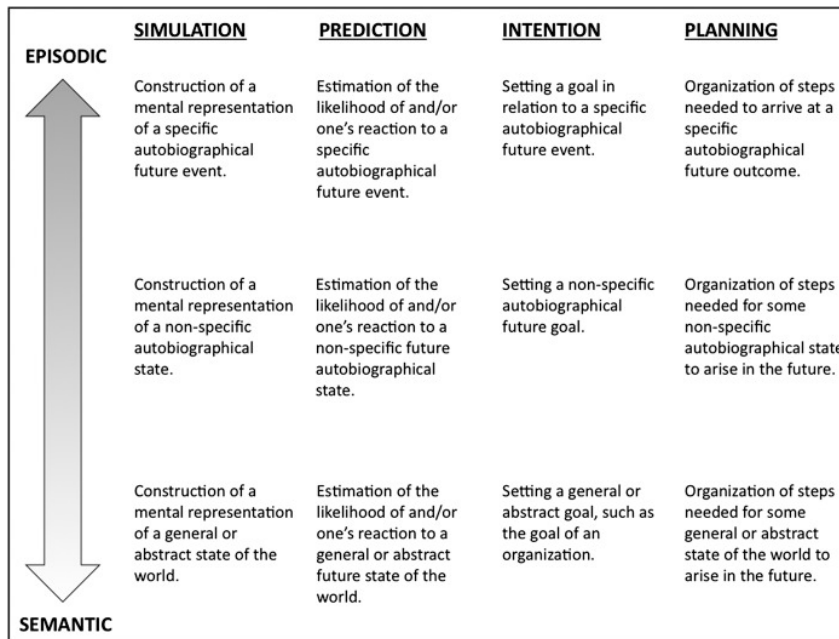 SIMULATION PREDICTION INTENTION PLANNING
EPISODIC
Construction of a
mental representation
of a specific
autobiographical
future event.
Estimation of the
likelihood of and/or
one's reaction to a
specific
autobiographical
future event.
Setting a goal in
relation to a specific
autobiographical
future event.
Organization of steps
needed to arrive at a
specific
autobiographical
future outcome.
Construction of a
mental representation
of a non-specific
autobiographical
state.
Estimation of the
likelihood of and/or
one's reaction to a
non-specific future
autobiographical
state.
Setting a non-specific
autobiographical
future goal.
Organization of steps
needed for some
non-specific
autobiographical state
to arise in the future.
Construction of a
mental representation
of a general or
abstract state of the
world.
Estimation of the
likelihood of and/or
one's reaction to a
general or abstract
future state of the
world.
Setting a general or
abstract goal, such as
the goal of an
organization.
Organization of steps
needed for some
general or abstract
state of the world to
arise in the future.
SEMANTIC